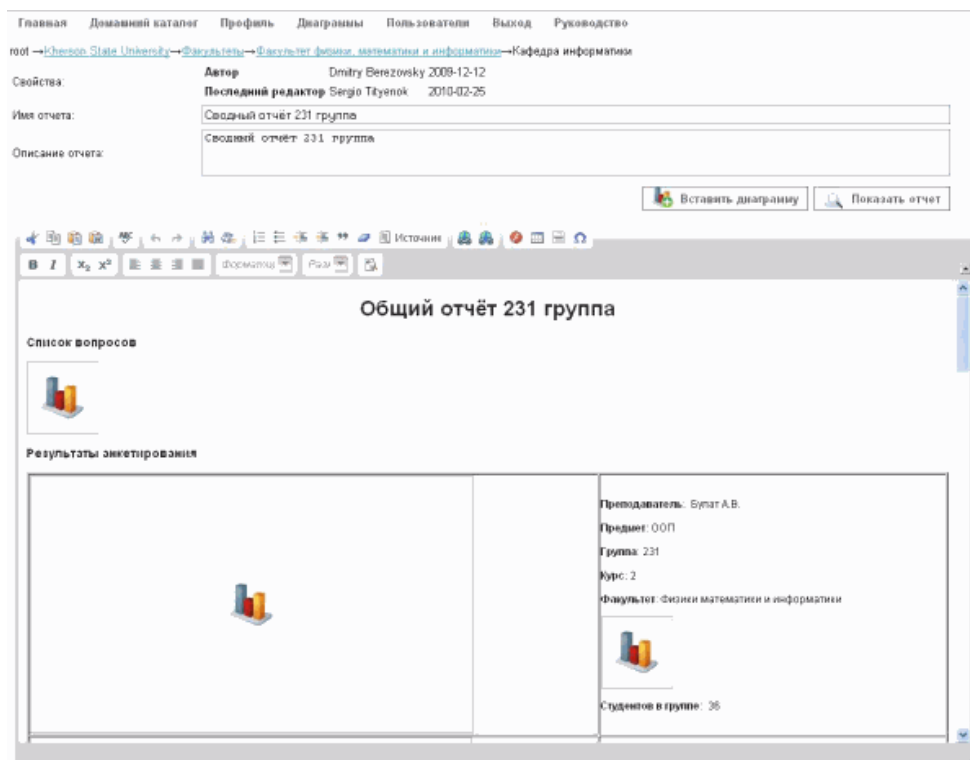 Главная Домашний каталог Профиль Диаграммы Пользователи Выход Руководство
root →Kherson State University→Факультеты→Факультет физики, математики и информатики→Кафедра информатики
Свойства:
Автор Dmitry Berezovsky 2009-12-12
Последний редактор Sergio Tityenok 2010-02-25
Имя отчета: Сводный отчёт 231 группа
Описание отчета: Сводный отчёт 231 группа
Вставить диаграмму Показать отчет
Источник
B I x₂ x²
Общий отчёт 231 группа
Список вопросов
Результаты анкетирования
Преподаватель: Булат А.В.
Предмет: ООП
Группа: 231
Курс: 2
Факультет: Физики математики и информатики
Студентов в группе: 36